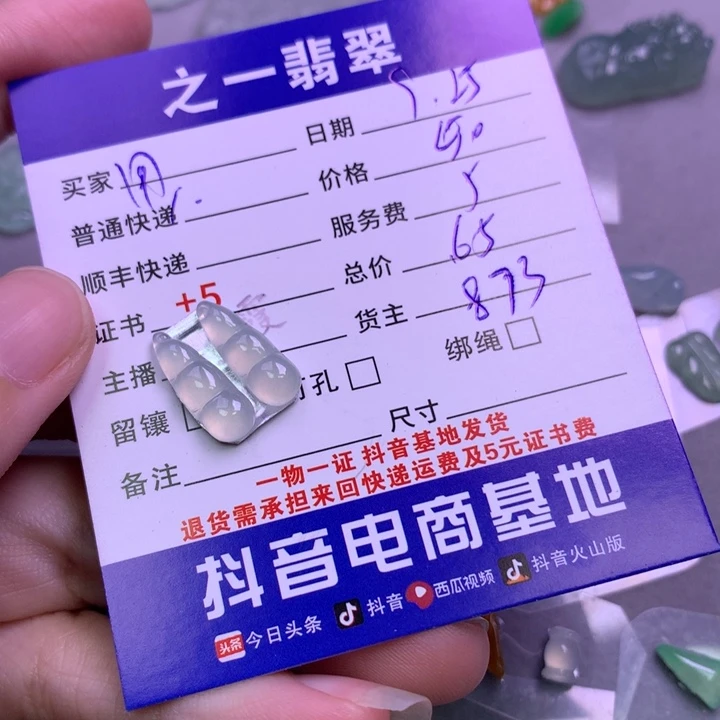 之一翡翠
买家 日期
普通快递 价格 50
顺丰快递 服务费 5
证书 +5 总价 65
主播 货主 873
留镶 孔 绑绳
备注 尺寸
一物一证 抖音基地发货
退货需承担来回快递运费及5元证书费
抖音电商基地
头条 今日头条 抖音 西瓜视频 抖音火山版